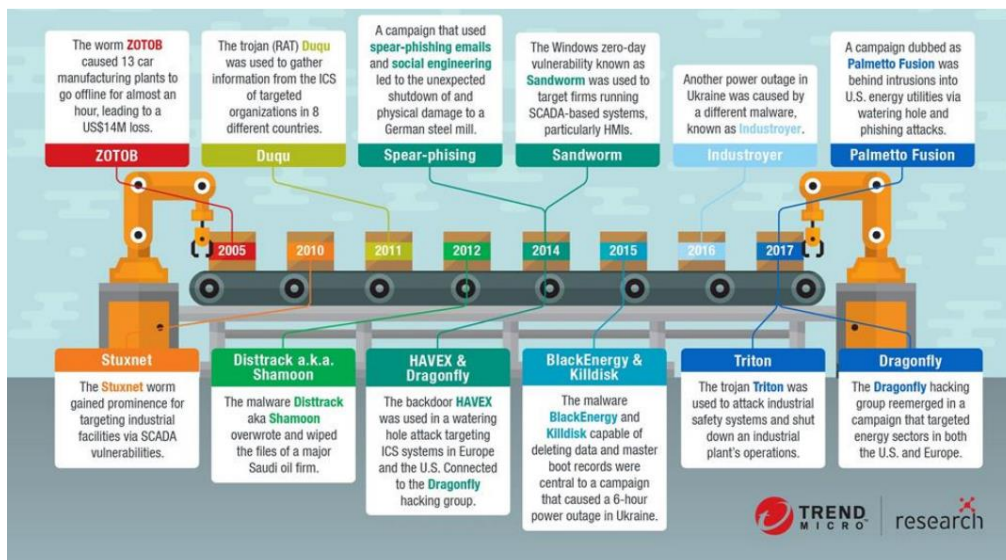 The worm ZOTOB
caused 13 car
manufacturing plants to
go offline for almost an
hour, leading to a
US$14M loss.
ZOTOB
The trojan (RAT) Duqu
was used to gather
information from the ICS
of targeted
organizations in 8
different countries.
Duqu
A campaign that used
spear-phishing emails
and social engineering
led to the unexpected
shutdown of and
physical damage to a
German steel mill.
Spear-phising
The Windows zero-day
vulnerability known as
Sandworm was used to
target firms running
SCADA-based systems,
particularly HMIs.
Sandworm
Another power outage in
Ukraine was caused by
a different malware,
known as Industroyer.
Industroyer
A campaign dubbed as
Palmetto Fusion was
behind intrusions into
U.S. energy utilities via
watering hole and
phishing attacks.
Palmetto Fusion
2005
2010
2011
2012
2014
2015
2016
2017
Stuxnet
The Stuxnet worm
gained prominence for
targeting industrial
facilities via SCADA
vulnerabilities.
Disttrack a.k.a.
Shamoon
The malware Disttrack
aka Shamoon
overwrote and wiped
the files of a major
Saudi oil firm.
HAVEX &
Dragonfly
The backdoor HAVEX
was used in a watering
hole attack targeting
ICS systems in Europe
and the U.S. Connected
to the Dragonfly
hacking group.
BlackEnergy &
Killdisk
The malware
BlackEnergy and
Killdisk capable of
deleting data and master
boot records were
central to a campaign
that caused a 6-hour
power outage in Ukraine.
Triton
The trojan Triton was
used to attack industrial
safety systems and shut
down an industrial
plant's operations.
Dragonfly
The Dragonfly hacking
group reemerged in a
campaign that targeted
energy sectors in both
the U.S. and Europe.
TREND
MICRO™
research